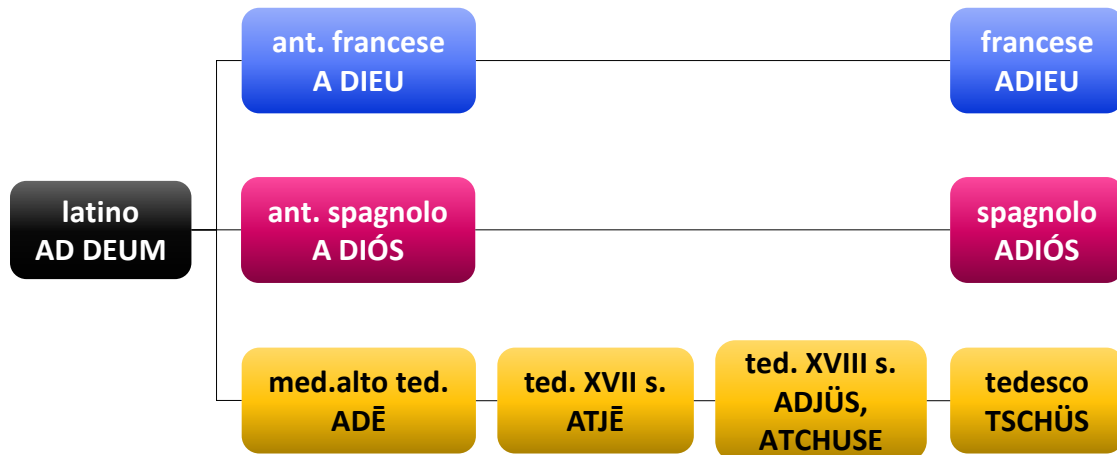 ant. francese
A DIEU
francese
ADIEU
latino
AD DEUM
ant. spagnolo
A DIÓS
spagnolo
ADIÓS
med.alto ted.
ADĒ
ted. XVII s.
ATJĒ
ted. XVIII s.
ADJÜS,
ATCHUSE
tedesco
TSCHÜS